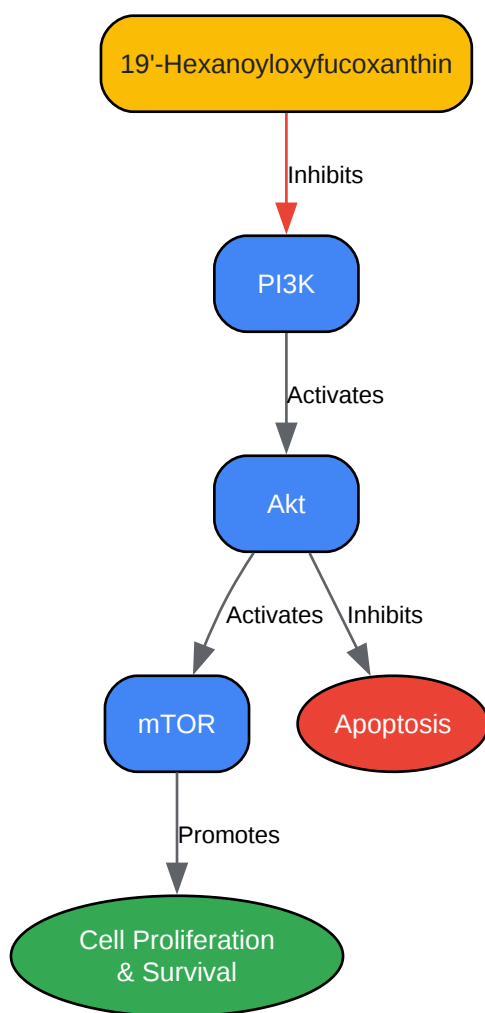 19'-Hexanoyloxyfucoxanthin
Inhibits
PI3K
Activates
Akt
Activates
Inhibits
mTOR
Apoptosis
Promotes
Cell Proliferation
& Survival